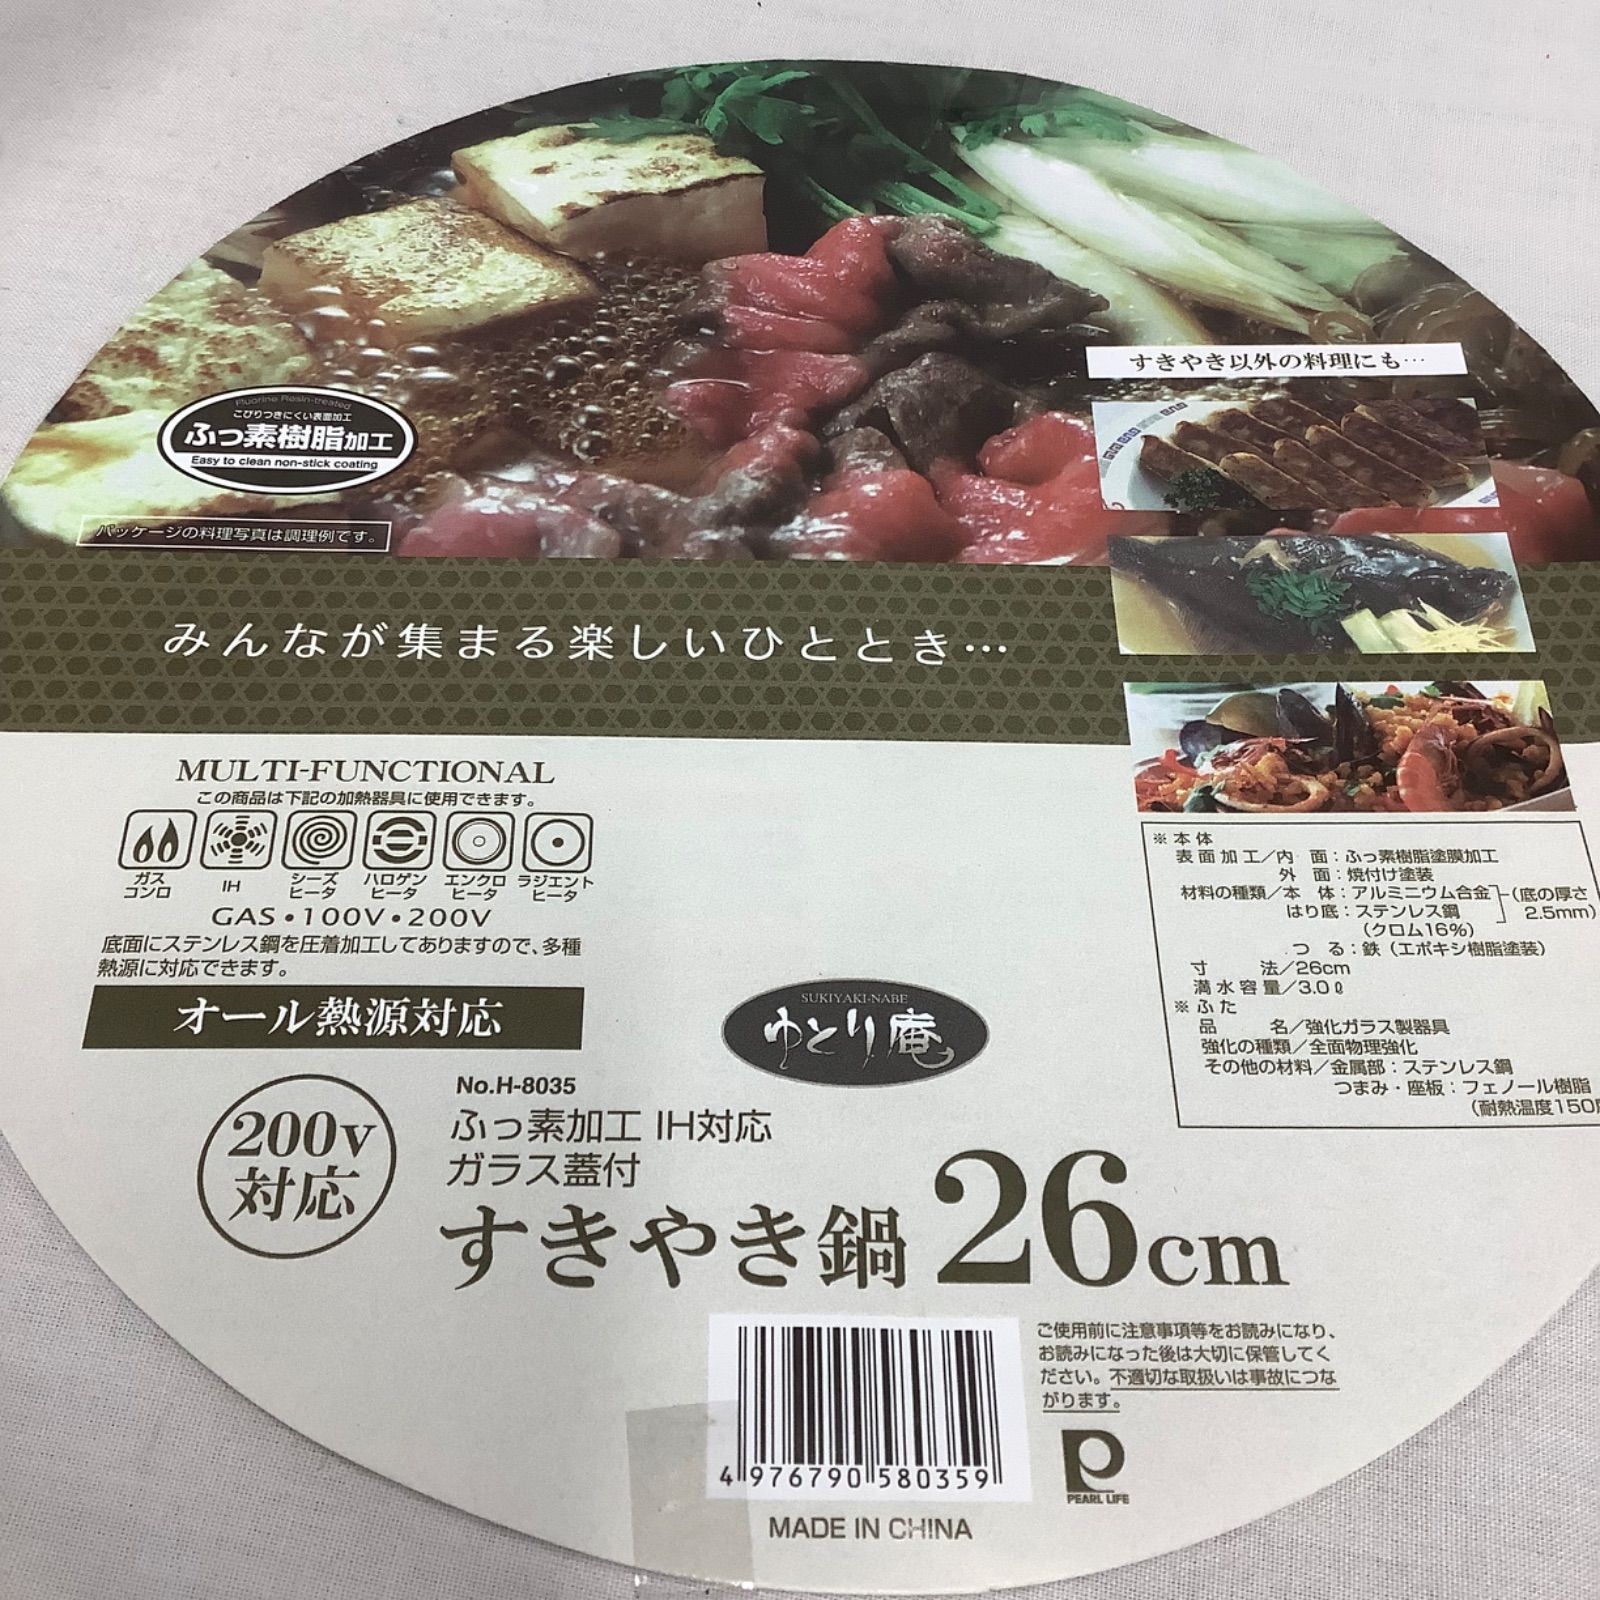 すきやき以外の料理にも…
Fluorine Resin-treated
こびりつきにくい表面加工
ふっ素樹脂加工
Easy to clean non-stick coating
パッケージの料理写真は調理例です。
みんなが集まる楽しいひととき…
MULTI-FUNCTIONAL
この商品は下記の加熱器具に使用できます。
ガスコンロ
IH
シーズヒータ
ハロゲンヒータ
エンクロヒータ
ラジエントヒータ
GAS・100V・200V
底面にステンレス鋼を圧着加工してありますので、多種
熱源に対応できます。
オール熱源対応
※本体
表面加工/内 面：ふっ素樹脂塗膜加工
外 面：焼付け塗装
材料の種類/本 体：アルミニウム合金 (底の厚さ
はり底：ステンレス鋼 2.5mm)
(クロム16%)
つ る：鉄(エポキシ樹脂塗装)
寸 法/26cm
満水容量/3.0ℓ
※ふた
品 名/強化ガラス製器具
強化の種類/全面物理強化
その他の材料/金属部：ステンレス鋼
つまみ・座板：フェノール樹脂
(耐熱温度150
SUKIYAKI-NABE
ゆとり庵
200V
対応
No.H-8035
ふっ素加工 IH対応
ガラス蓋付
すきやき鍋 26cm
ご使用前に注意事項等をお読みになり、
お読みになった後は大切に保管してく
ださい。不適切な取扱いは事故につな
がります。
4 976790 580359
PEARL LIFE
MADE IN CHINA